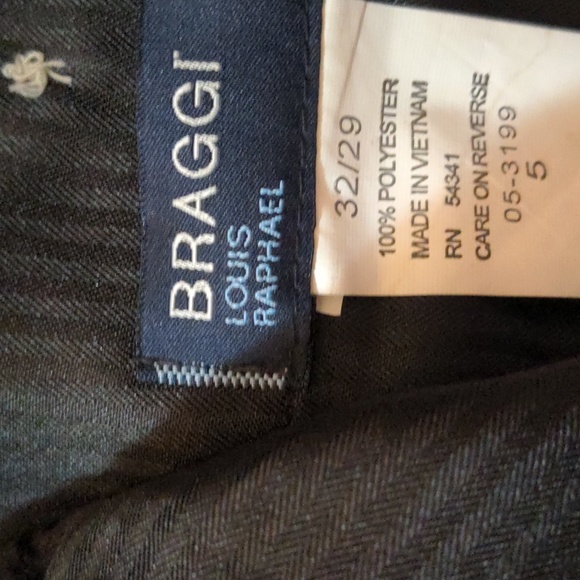 BRAGGI
LOUIS
RAPHAEL
32/29
100% POLYESTER
MADE IN VIETNAM
RN 54341
CARE ON REVERSE
05-3199
5